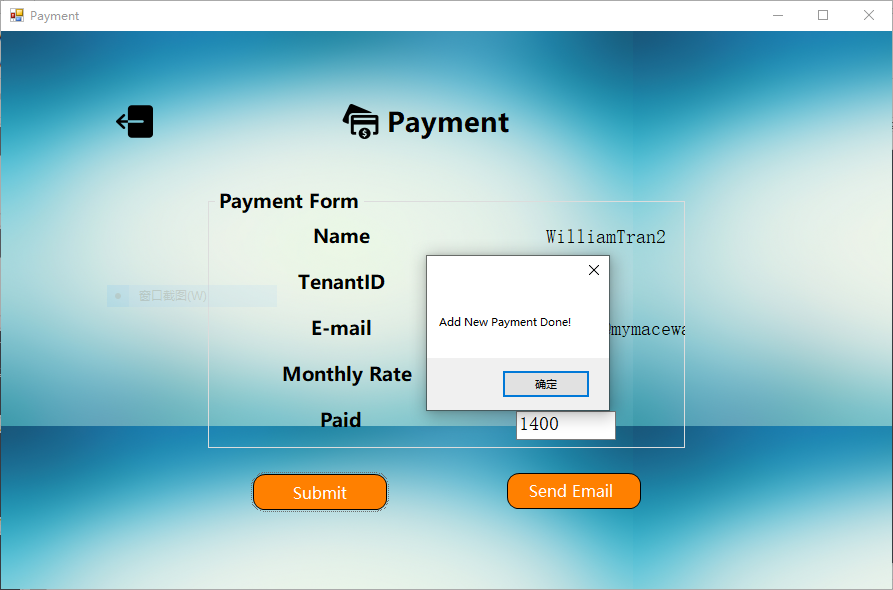 Payment
Payment
Payment Form
Name
WilliamTran2
TenantID
Add New Payment Done!
E-mail
Monthly Rate
确定
Paid
1400
Submit
Send Email
窗口截图(W)